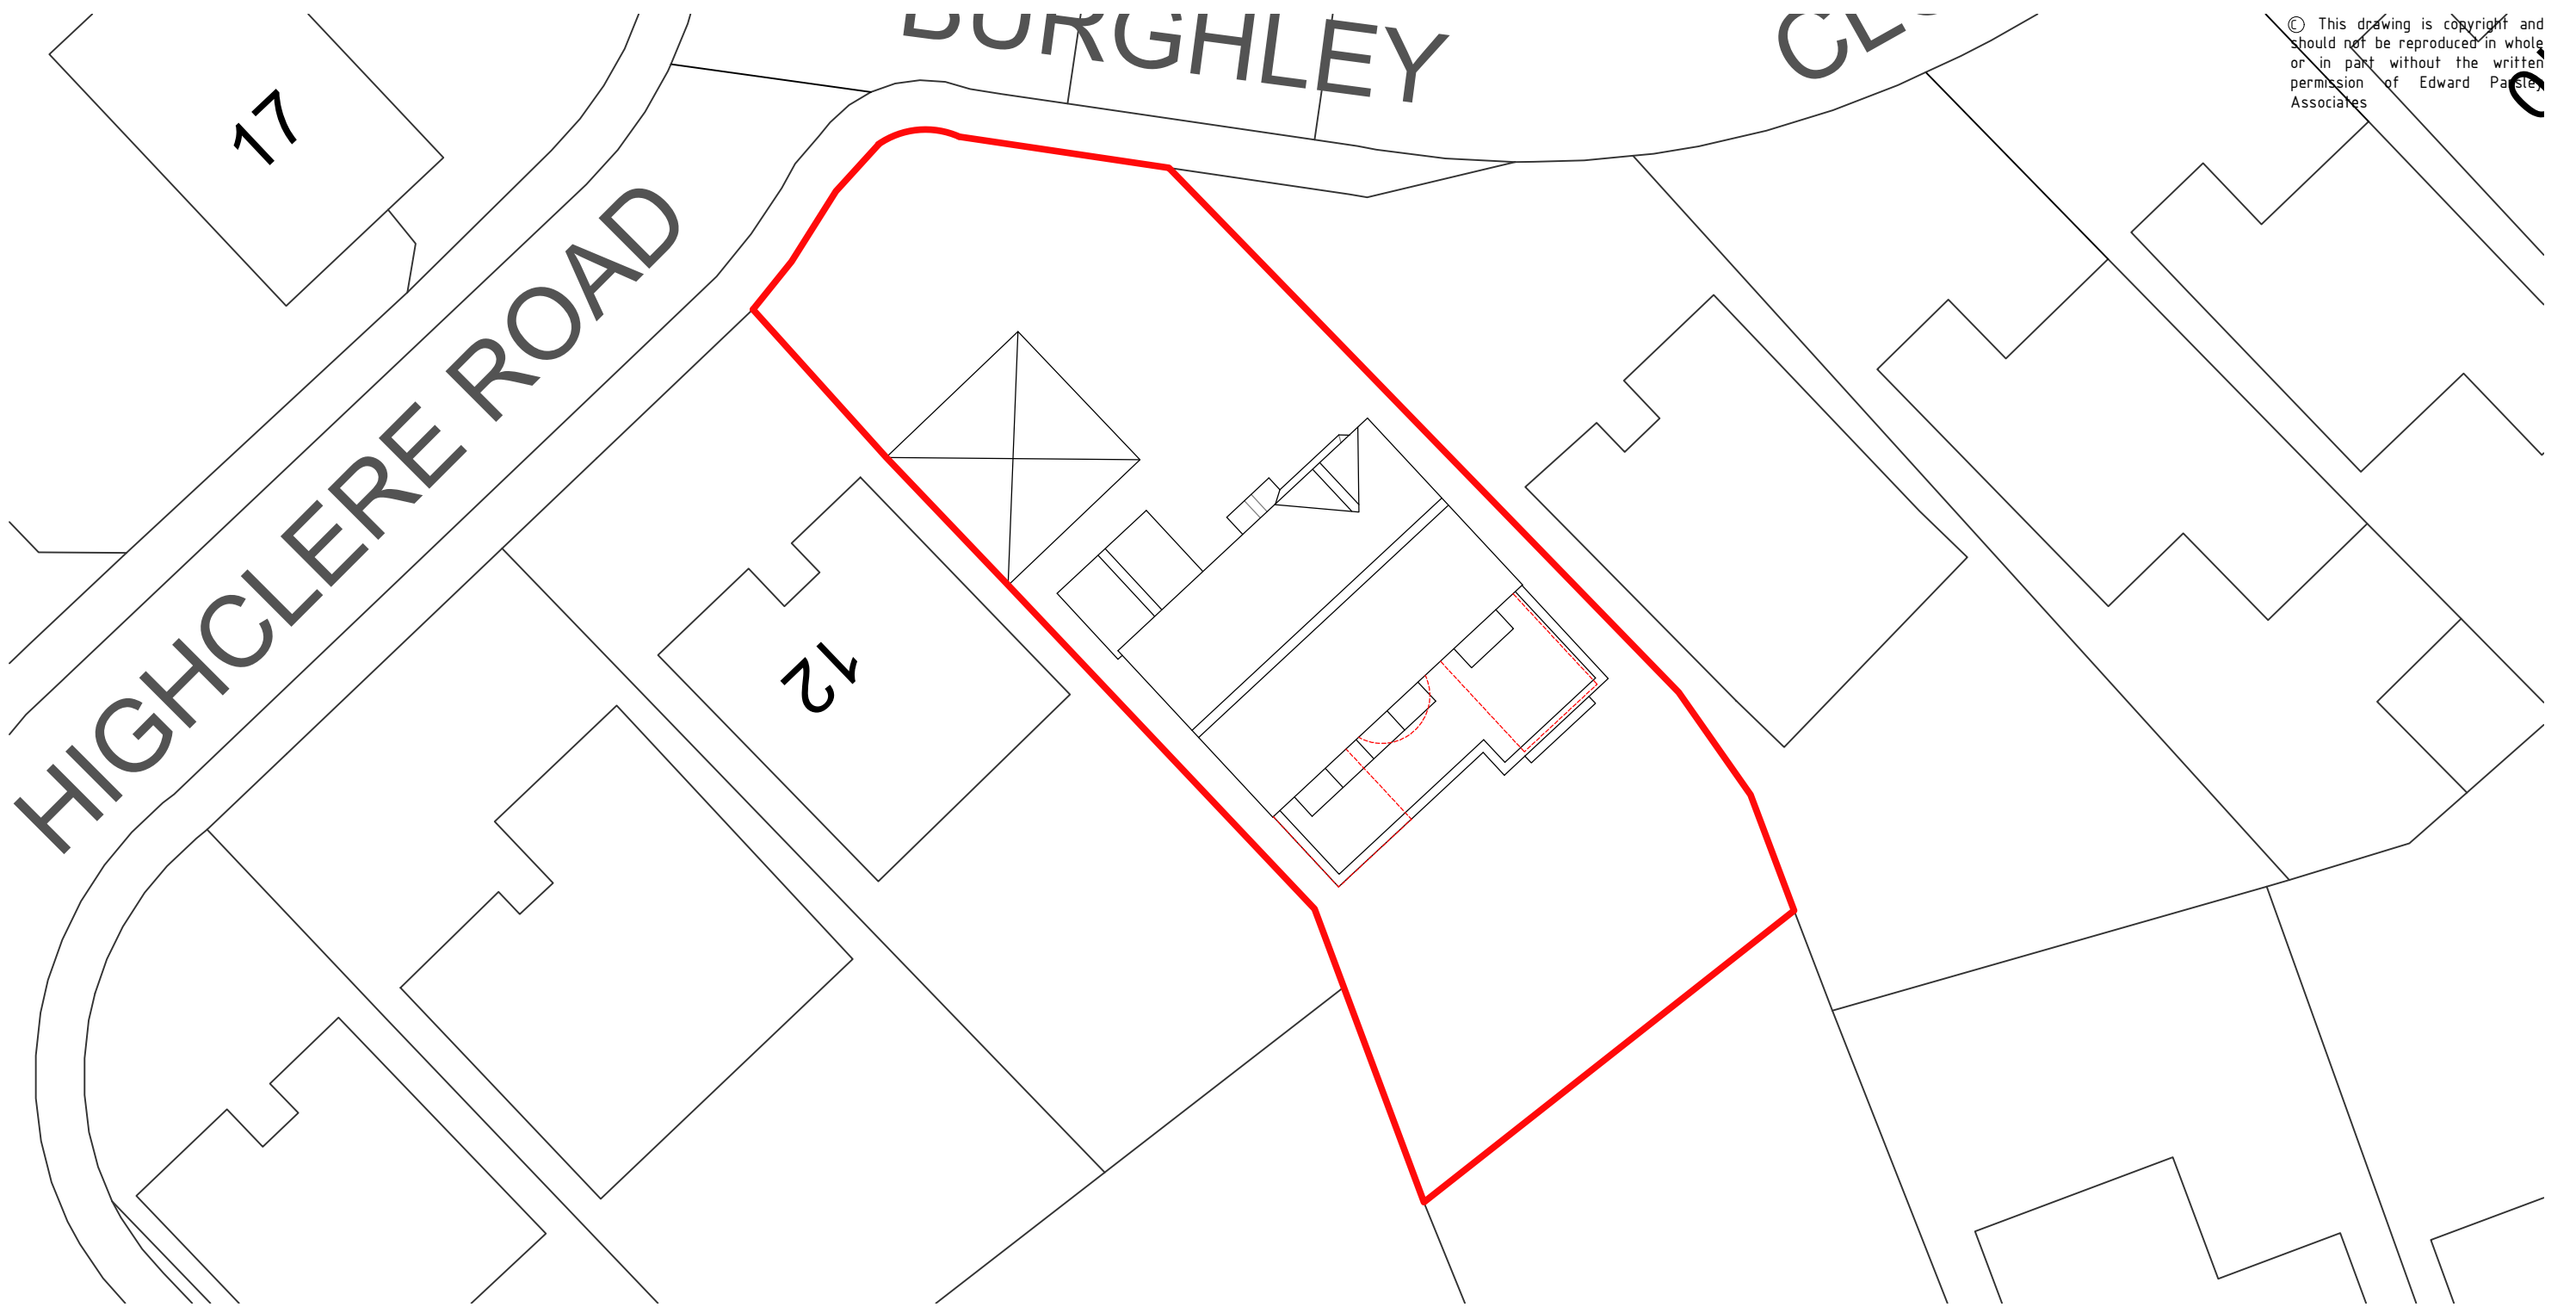 BURGHLEY
© This drawing is copyright and
should not be reproduced in whole
or in part without the written
permission of Edward Parsley
Associates
17
HIGHCLERE ROAD
12